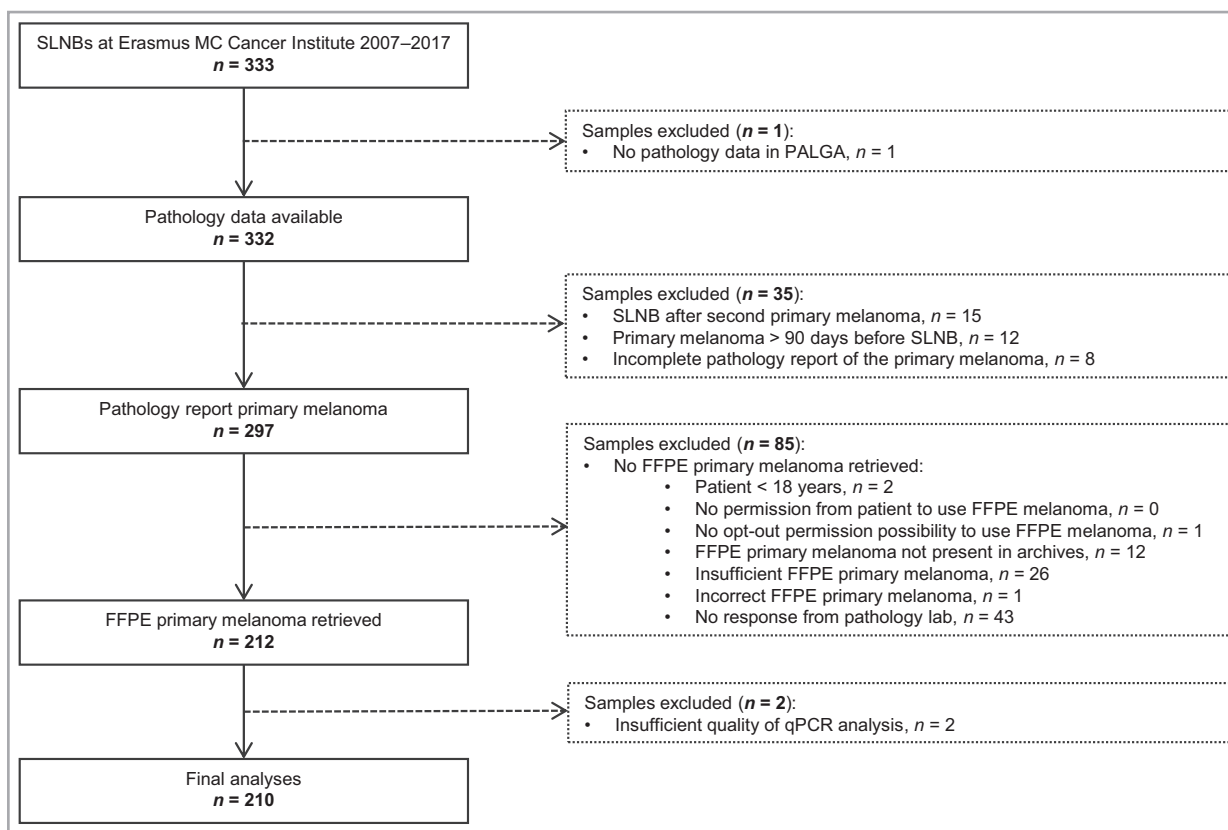 SLNBs at Erasmus MC Cancer Institute 2007–2017
n = 333
Samples excluded (n = 1):
• No pathology data in PALGA, n = 1
Pathology data available
n = 332
Samples excluded (n = 35):
• SLNB after second primary melanoma, n = 15
• Primary melanoma > 90 days before SLNB, n = 12
• Incomplete pathology report of the primary melanoma, n = 8
Pathology report primary melanoma
n = 297
Samples excluded (n = 85):
• No FFPE primary melanoma retrieved:
• Patient < 18 years, n = 2
• No permission from patient to use FFPE melanoma, n = 0
• No opt-out permission possibility to use FFPE melanoma, n = 1
• FFPE primary melanoma not present in archives, n = 12
• Insufficient FFPE primary melanoma, n = 26
• Incorrect FFPE primary melanoma, n = 1
• No response from pathology lab, n = 43
FFPE primary melanoma retrieved
n = 212
Samples excluded (n = 2):
• Insufficient quality of qPCR analysis, n = 2
Final analyses
n = 210